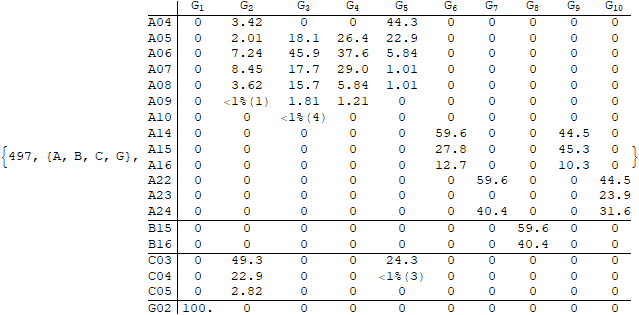 G1 G2 G3 G4 G5 G6 G7 G8 G9 G10
A04 0 3.42 0 0 44.3 0 0 0 0 0
A05 0 2.01 18.1 26.4 22.9 0 0 0 0 0
A06 0 7.24 45.9 37.6 5.84 0 0 0 0 0
A07 0 8.45 17.7 29.0 1.01 0 0 0 0 0
A08 0 3.62 15.7 5.84 1.01 0 0 0 0 0
A09 0 <1%(1) 1.81 1.21 0 0 0 0 0 0
A10 0 0 <1%(4) 0 0 0 0 0 0 0
A14 0 0 0 0 0 59.6 0 0 44.5 0
{497, {A, B, C, G}, A15 0 0 0 0 0 27.8 0 0 45.3 0 }
A16 0 0 0 0 0 12.7 0 0 10.3 0
A22 0 0 0 0 0 0 59.6 0 0 44.5
A23 0 0 0 0 0 0 0 0 0 23.9
A24 0 0 0 0 0 0 40.4 0 0 31.6
B15 0 0 0 0 0 0 0 59.6 0 0
B16 0 0 0 0 0 0 0 40.4 0 0
C03 0 49.3 0 0 24.3 0 0 0 0 0
C04 0 22.9 0 0 <1%(3) 0 0 0 0 0
C05 0 2.82 0 0 0 0 0 0 0 0
G02 100. 0 0 0 0 0 0 0 0 0